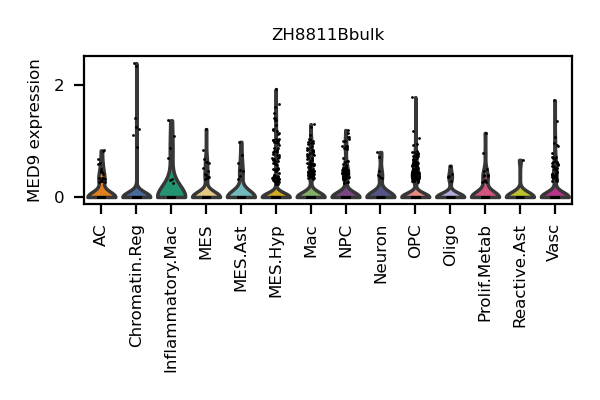 ZH8811Bbulk
MED9 expression
2
0
AC
Chromatin.Reg
Inflammatory.Mac
MES
MES.Ast
MES.Hyp
Mac
NPC
Neuron
OPC
Oligo
Prolif.Metab
Reactive.Ast
Vasc